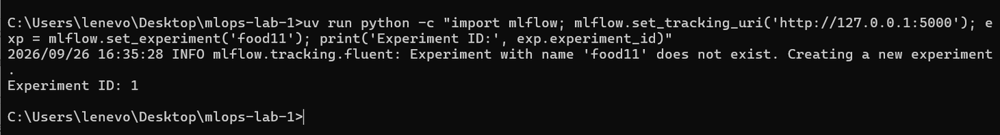 C:\Users\lenevo\Desktop\mlops-lab-1>uv run python -c "import mlflow; mlflow.set_tracking_uri('http://127.0.0.1:5000'); e
xp = mlflow.set_experiment('food11'); print('Experiment ID:', exp.experiment_id)"
2026/09/26 16:35:28 INFO mlflow.tracking.fluent: Experiment with name 'food11' does not exist. Creating a new experiment
.
Experiment ID: 1
C:\Users\lenevo\Desktop\mlops-lab-1>